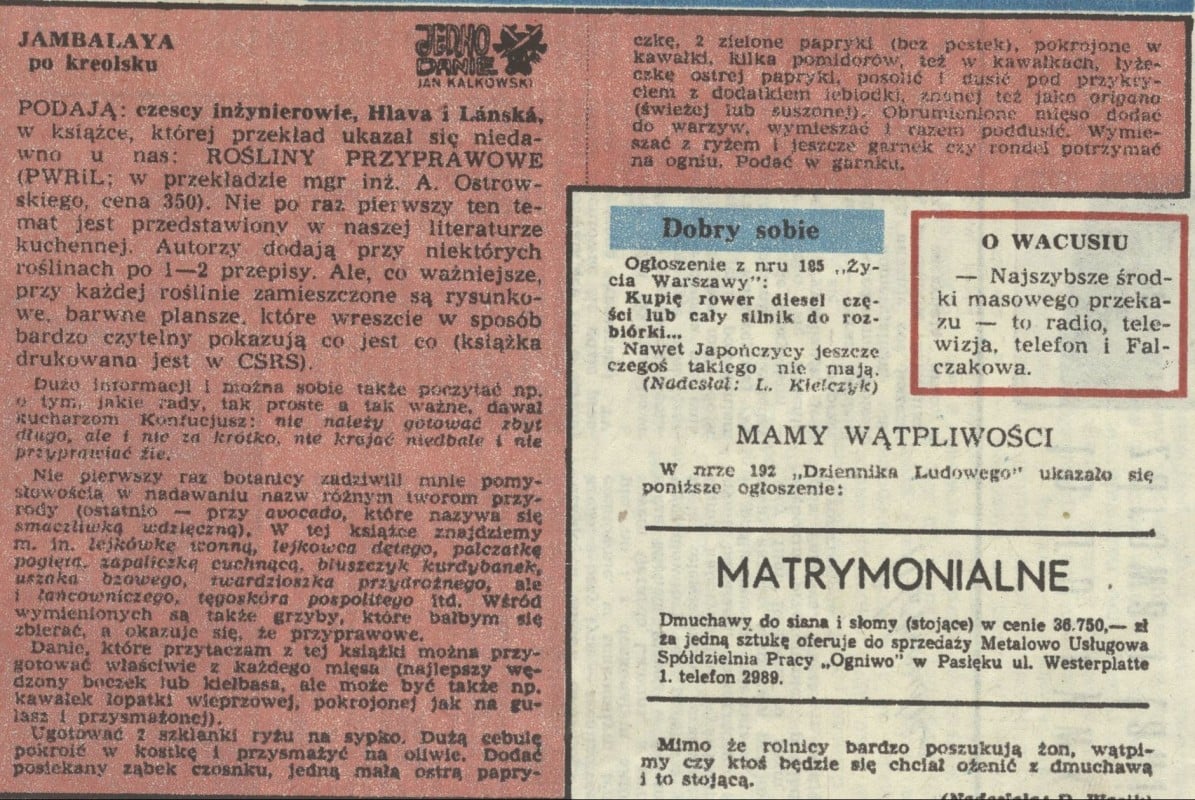 JAMBALAYA
po kreolsku
JEDNO
DANIE
JAN KALKOWSKI
PODAJĄ: czescy inżynierowie, Hlava i Lánská,
w książce, której przekład ukazał się nieda-
wno u nas: ROŚLINY PRZYPRAWOWE
(PWRiL; w przekładzie mgr inż. A. Ostrow-
skiego, cena 350). Nie po raz pierwszy ten te-
mat jest przedstawiony w naszej literaturze
kuchennej. Autorzy dodają przy niektórych
roślinach po 1—2 przepisy. Ale, co ważniejsze,
przy każdej roślinie zamieszczone są rysunko-
we, barwne plansze, które wreszcie w sposób
bardzo czytelny pokazują co jest co (książka
drukowana jest w CSRS).
Dużo informacji i można sobie także poczytać np.
o tym, jakie rady, tak proste a tak ważne, dawał
kucharzom Konfucjusz: nie należy gotować zbyt
długo, ale i nie za krótko, nie krajać niedbale i nie
przyprawiać źle.
Nie pierwszy raz botanicy zadziwili mnie pomy-
słowością w nadawaniu nazw różnym tworom przy-
rody (ostatnio — przy avocado, które nazywa się
smaczliwką wdzięczną). W tej książce znajdziemy
m. in. lejkówkę wonną, lejkowca dętego, palczatkę
pogiętą, zapaliczkę cuchnącą, bluszczyk kurdybanek,
uszaka bzowego, twardzioszka przydrożnego, ale
i łańcowniczego, tęgoskóra pospolitego itd. Wśród
wymienionych są także grzyby, które bałbym się
zbierać, a okazuje się, że przyprawowe.
Danie, które przytaczam z tej książki można przy-
gotować właściwie z każdego mięsa (najlepszy wę-
dzony boczek lub kiełbasa, ale może być także np.
kawałek łopatki wieprzowej, pokrojonej jak na gu-
lasz i przysmażonej).
Ugotować 2 szklanki ryżu na sypko. Dużą cebulę
pokroić w kostkę i przysmażyć na oliwie. Dodać
posiekany ząbek czosnku, jedną małą ostrą papry-
czkę, 2 zielone papryki (bez pestek), pokrojone w
kawałki, kilka pomidorów, też w kawałkach, łyże-
czkę ostrej papryki, posolić i dusić pod przykry-
ciem z dodatkiem lebiodki, znanej też jako origano
(świeżej lub suszonej). Obrumienione mięso dodać
do warzyw, wymieszać i razem poddusić. Wymie-
szać z ryżem i jeszcze garnek czy rondel potrzymać
na ogniu. Podać w garnku.
Dobry sobie
Ogłoszenie z nru 185 „Ży-
cia Warszawy":
Kupię rower diesel czę-
ści lub cały silnik do roz-
biórki...
Nawet Japończycy jeszcze
czegoś takiego nie mają.
(Nadesłał: L. Kiełczyk)
O WACUSIU
— Najszybsze środ-
ki masowego przeka-
zu — to radio, tele-
wizja, telefon i Fal-
czakowa.
MAMY WĄTPLIWOŚCI
W nrze 192 „Dziennika Ludowego" ukazało się
poniższe ogłoszenie:
MATRYMONIALNE
Dmuchawy do siana i słomy (stojące) w cenie 36.750,— zł
za jedną sztukę oferuje do sprzedaży Metalowo Usługowa
Spółdzielnia Pracy „Ogniwo" w Pasłęku ul. Westerplatte
1. telefon 2989.
Mimo że rolnicy bardzo poszukują żon, wątpi-
my czy ktoś będzie się chciał ożenić z dmuchawą
i to stojącą.